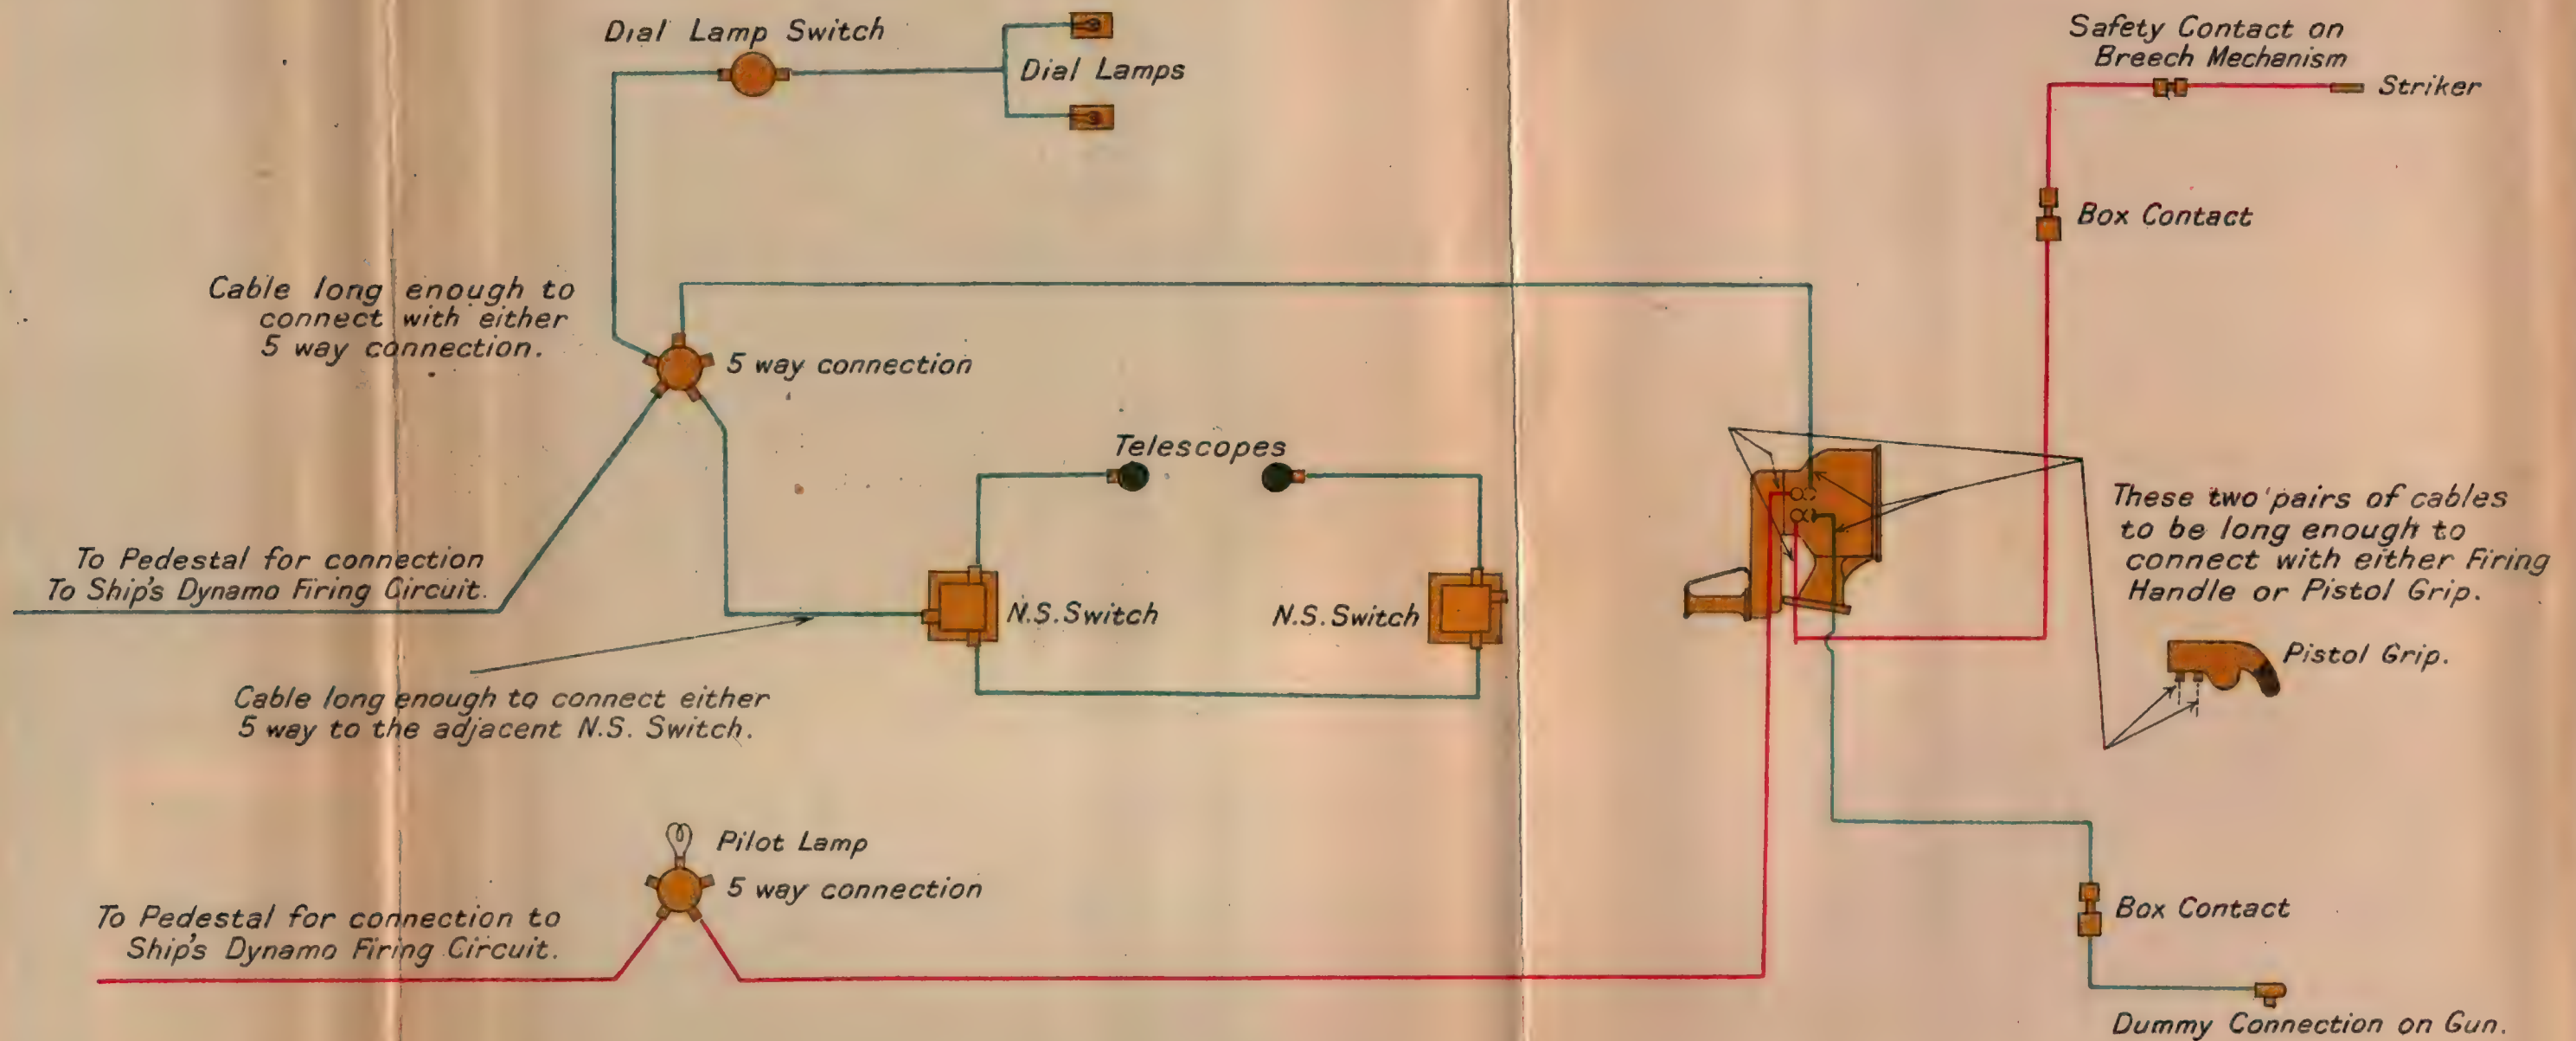 Dial Lamp Switch
Dial Lamps
Safety Contact on
Breech Mechanism
Striker
Box Contact
Cable long enough to
connect with either
5 way connection.
5 way connection
Telescopes
To Pedestal for connection
To Ship's Dynamo Firing Circuit.
N.S. Switch
N.S. Switch
These two pairs of cables
to be long enough to
connect with either Firing
Handle or Pistol Grip.
Pistol Grip.
Cable long enough to connect either
5 way to the adjacent N.S. Switch.
Pilot Lamp
5 way connection
To Pedestal for connection to
Ship's Dynamo Firing Circuit.
Box Contact
Dummy Connection on Gun.